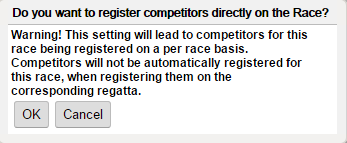 Do you want to register competitors directly on the Race?
Warning! This setting will lead to competitors for this
race being registered on a per race basis.
Competitors will not be automatically registered for
this race, when registering them on the
corresponding regatta.
OK Cancel